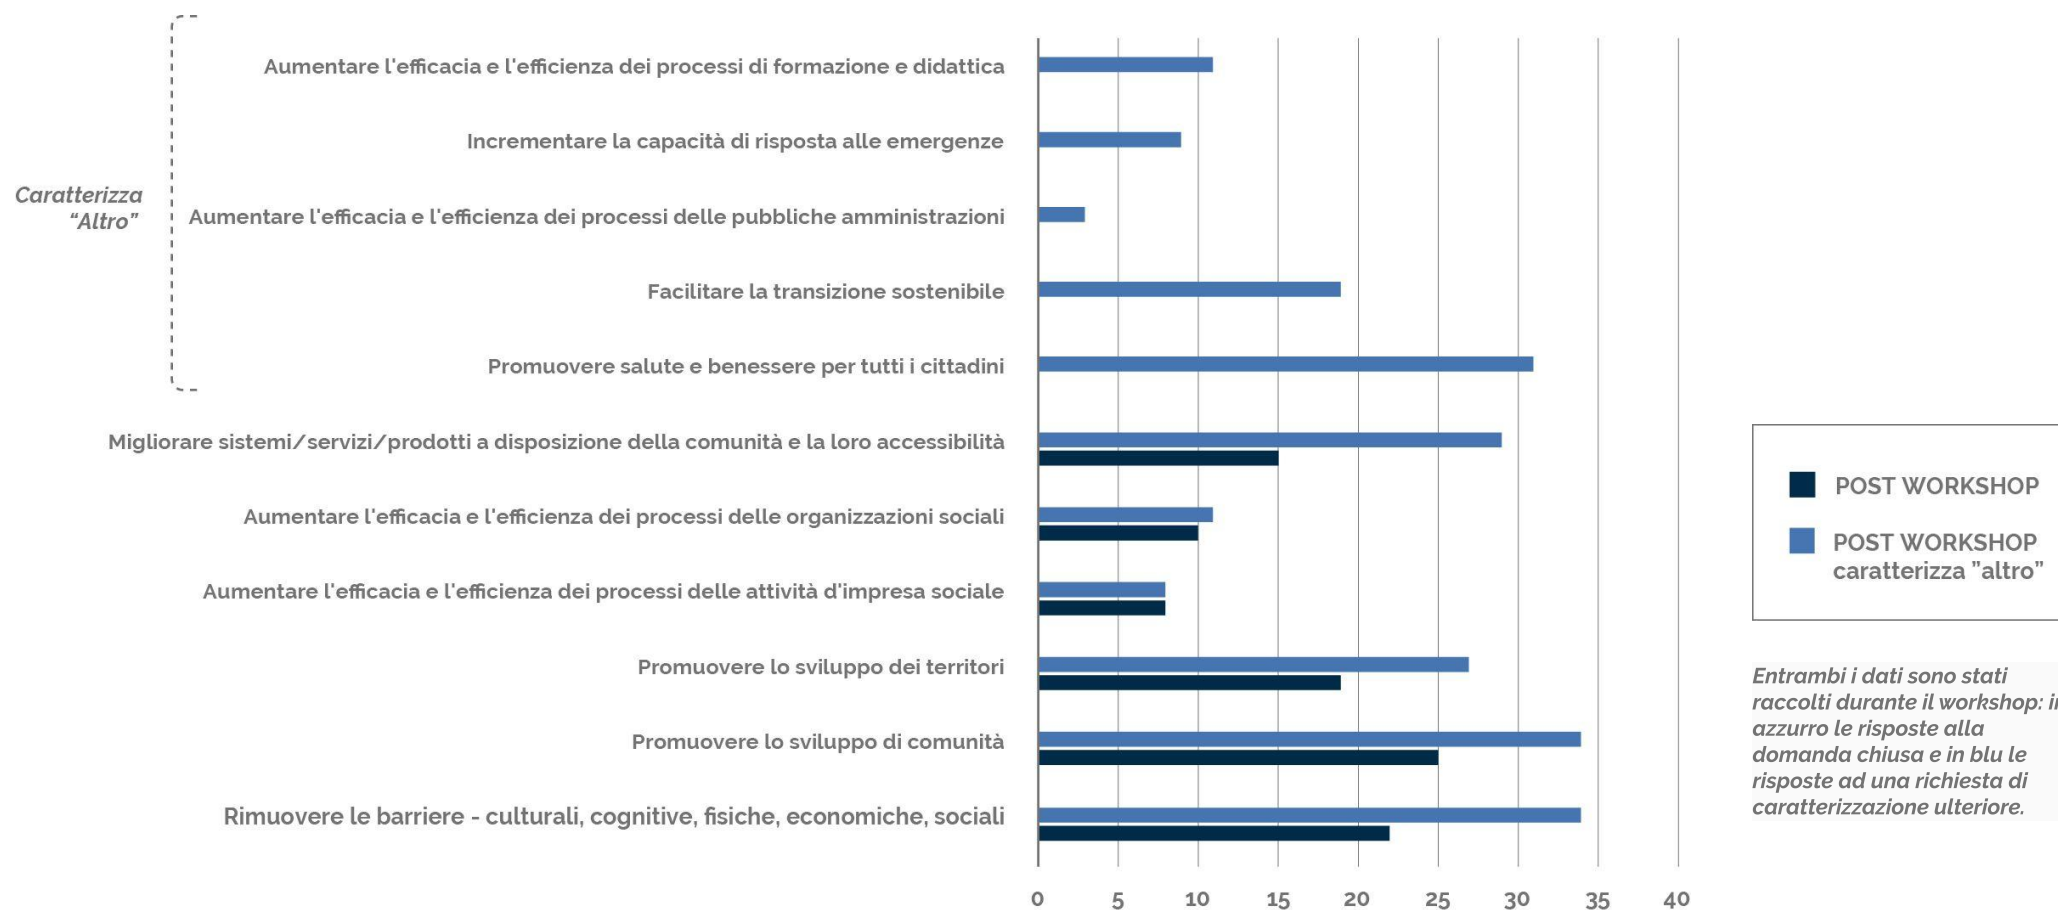 Caratterizza
“Altro”
Aumentare l'efficacia e l'efficienza dei processi di formazione e didattica
Incrementare la capacità di risposta alle emergenze
Aumentare l'efficacia e l'efficienza dei processi delle pubbliche amministrazioni
Facilitare la transizione sostenibile
Promuovere salute e benessere per tutti i cittadini
Migliorare sistemi/servizi/prodotti a disposizione della comunità e la loro accessibilità
Aumentare l'efficacia e l'efficienza dei processi delle organizzazioni sociali
Aumentare l'efficacia e l'efficienza dei processi delle attività d'impresa sociale
Promuovere lo sviluppo dei territori
Promuovere lo sviluppo di comunità
Rimuovere le barriere - culturali, cognitive, fisiche, economiche, sociali
0 5 10 15 20 25 30 35 40
POST WORKSHOP
POST WORKSHOP
caratterizza ”altro”
Entrambi i dati sono stati
raccolti durante il workshop: in
azzurro le risposte alla
domanda chiusa e in blu le
risposte ad una richiesta di
caratterizzazione ulteriore.